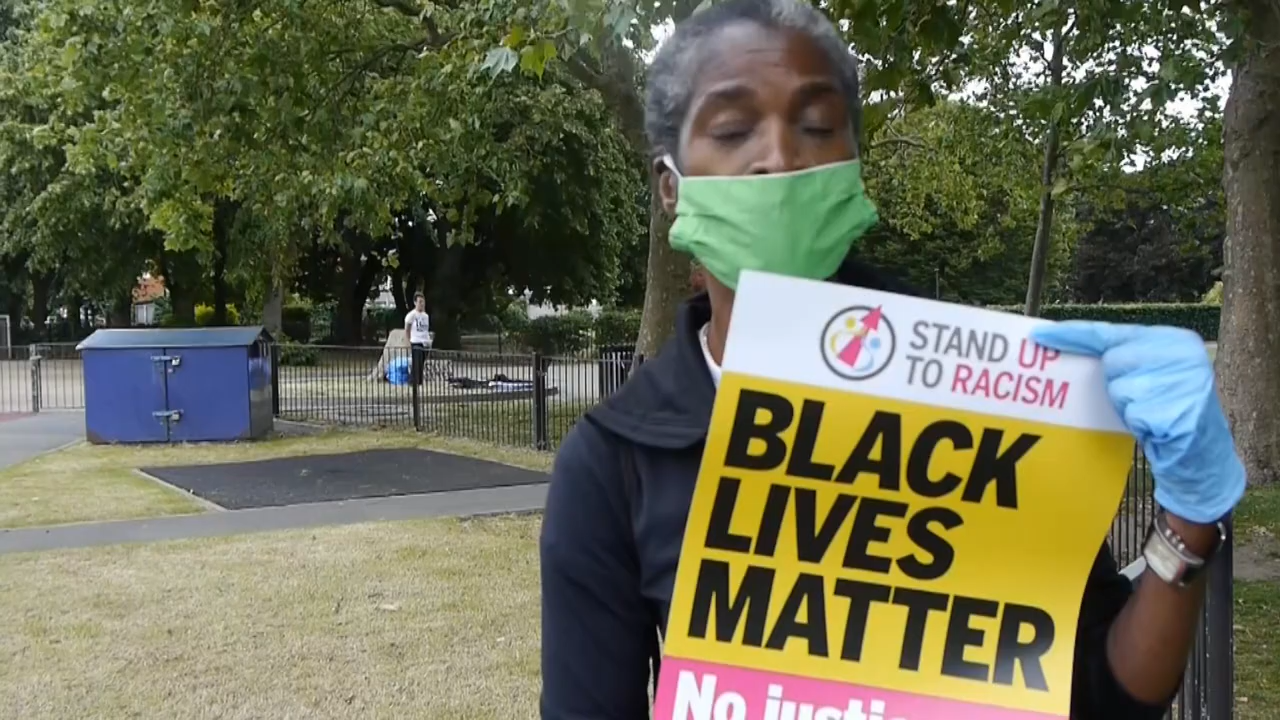 STAND UP
TO RACISM
BLACK
LIVES
MATTER
No